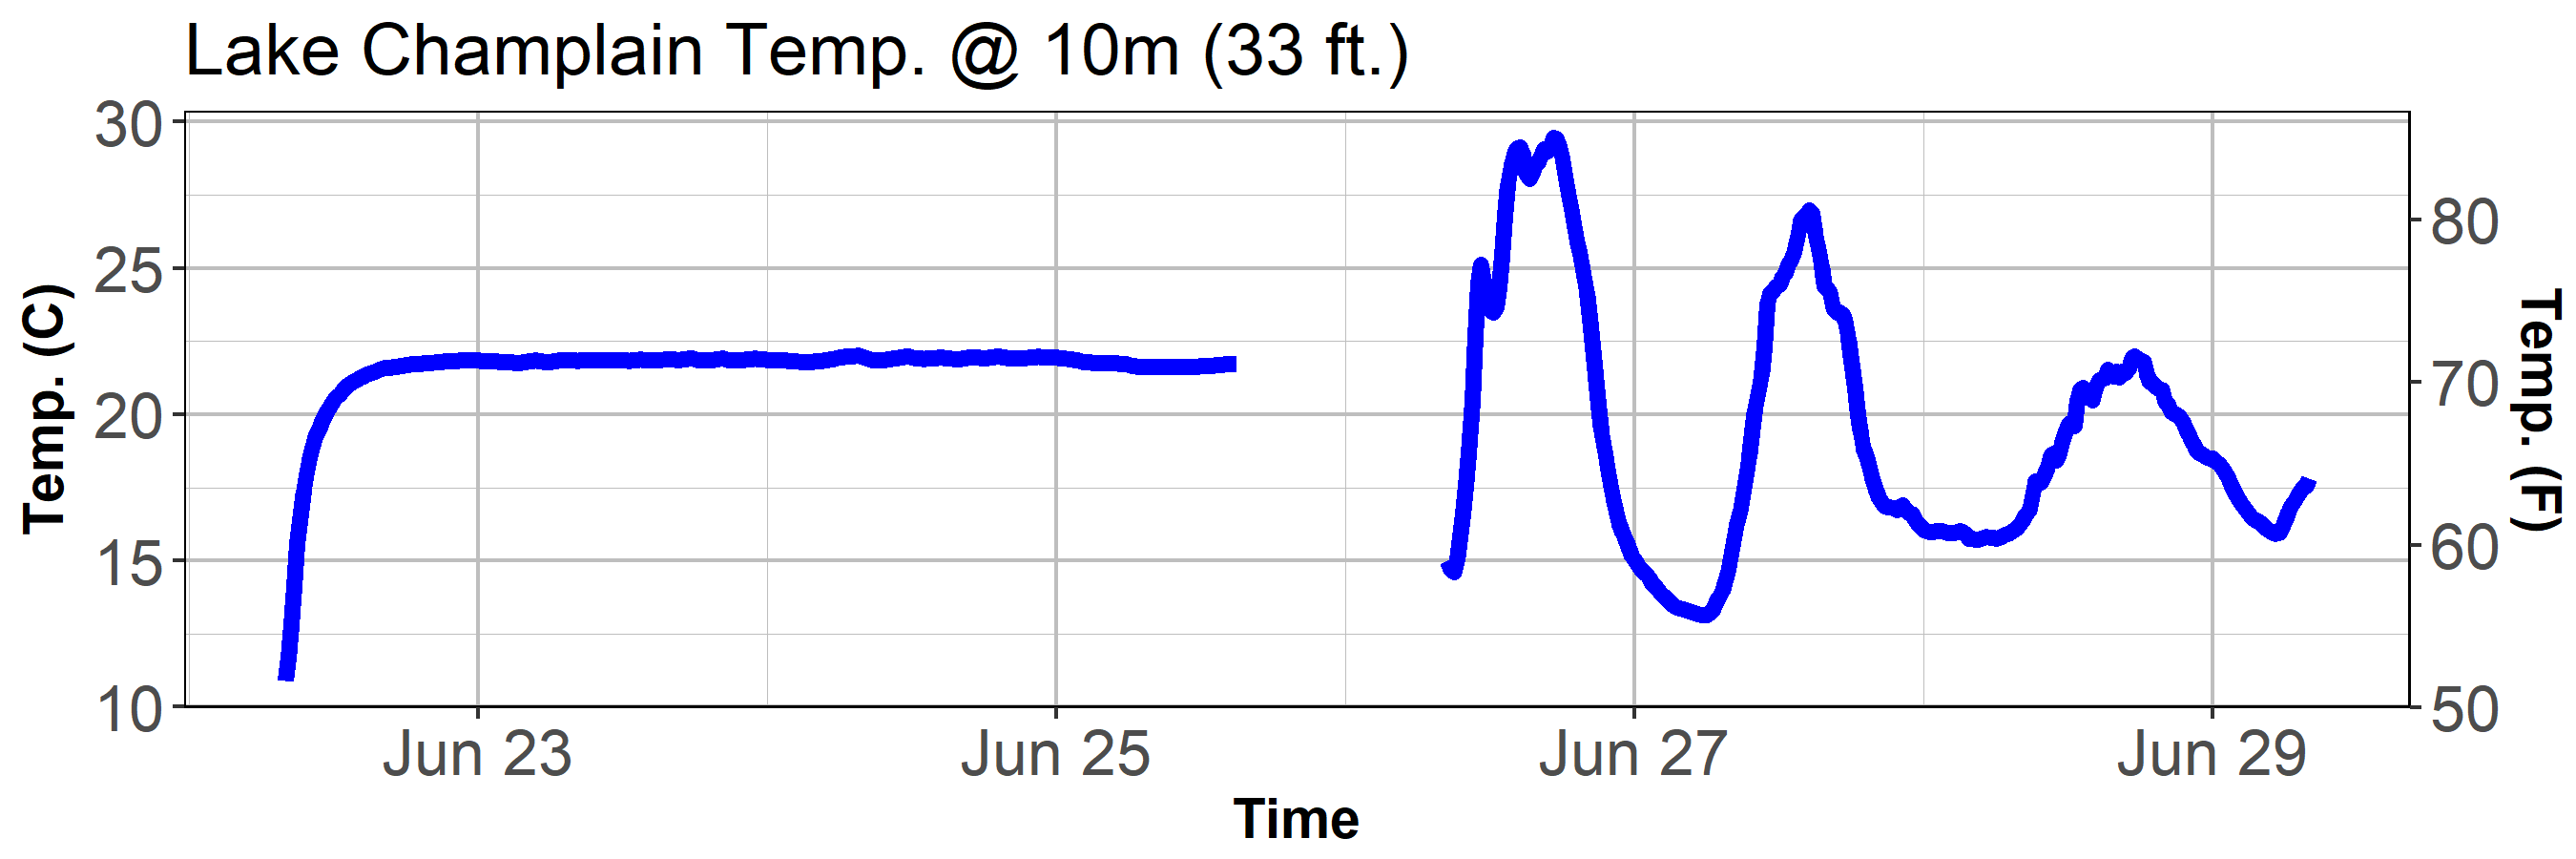 Lake Champlain Temp. @ 10m (33 ft.)
30
25
20
15
10
Temp. (C)
80
70
60
50
Temp. (F)
Jun 23
Jun 25
Jun 27
Jun 29
Time